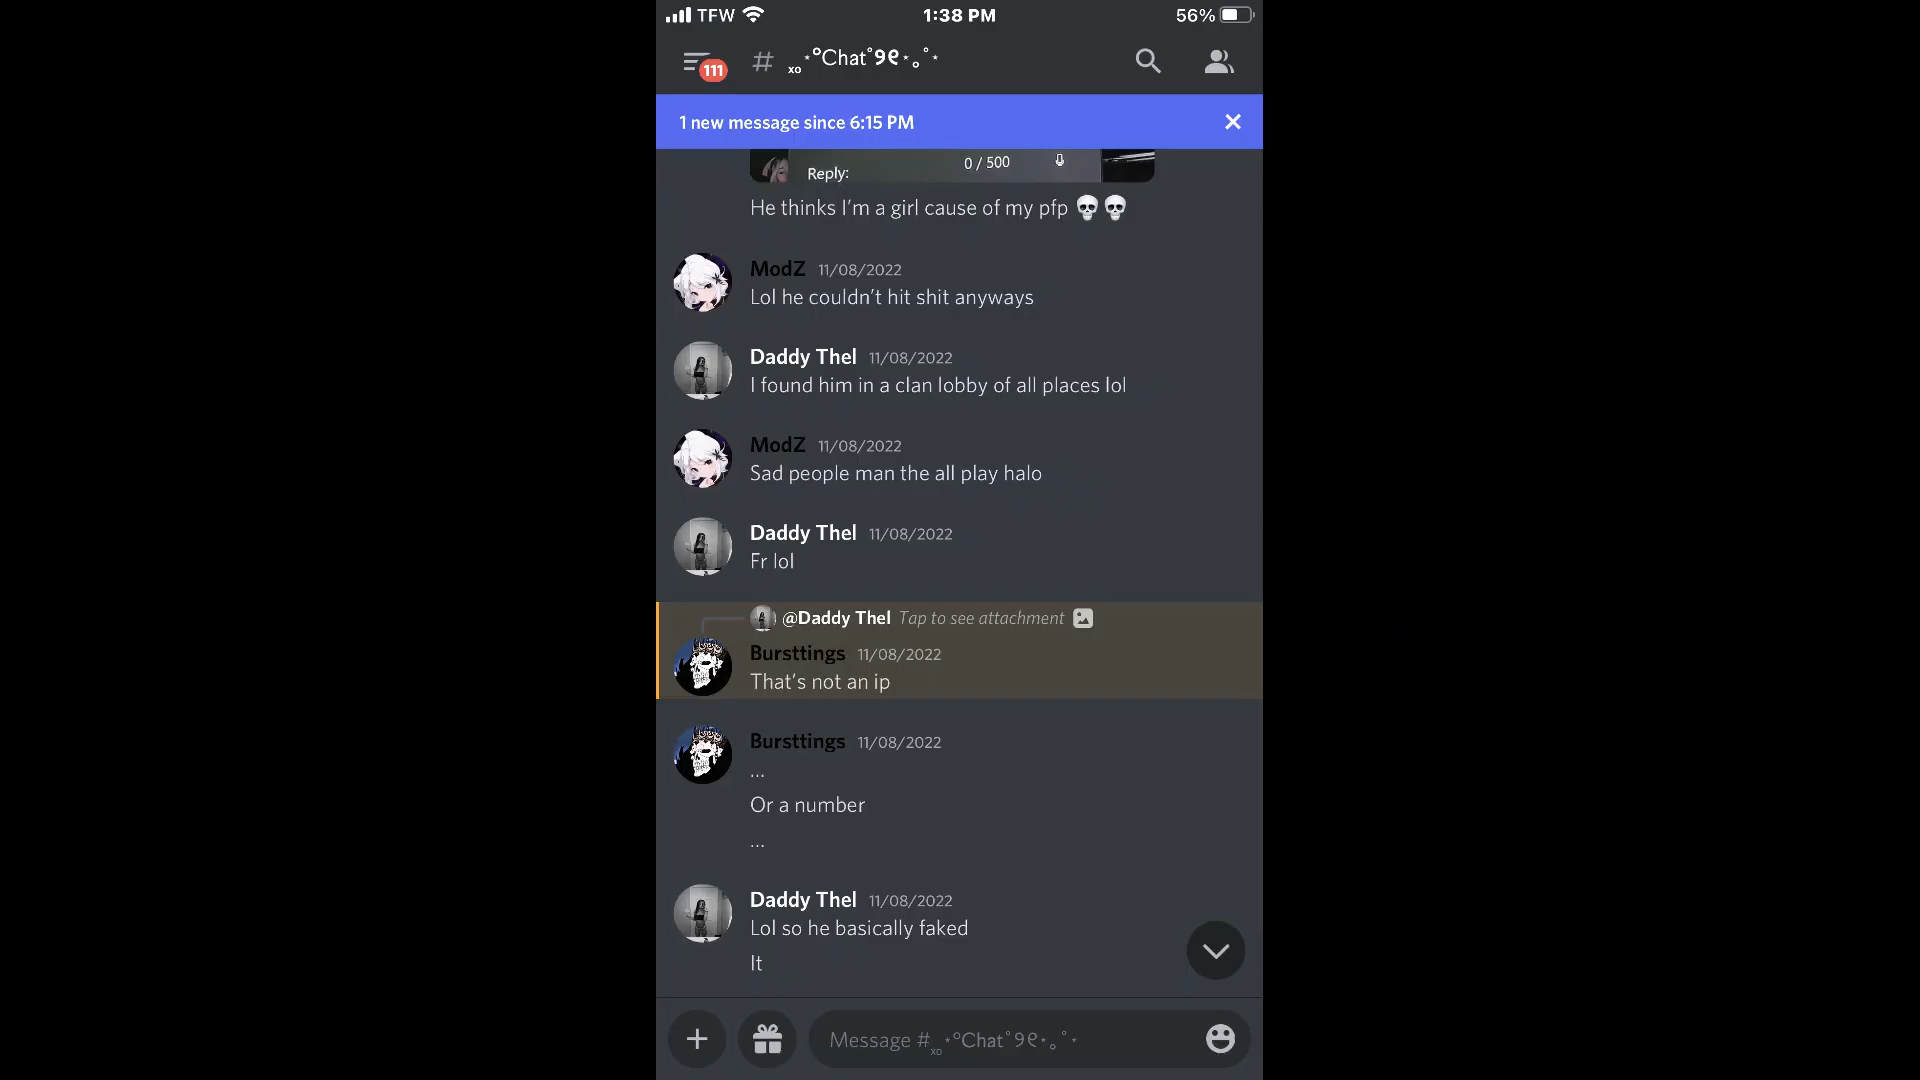 TFW 1:38 PM 56%
111 # xo⋆°Chat˚୨୧⋆｡˚⋆
1 new message since 6:15 PM
0 / 500
Reply:
He thinks I'm a girl cause of my pfp 💀💀
ModZ 11/08/2022
Lol he couldn't hit shit anyways
Daddy Thel 11/08/2022
I found him in a clan lobby of all places lol
ModZ 11/08/2022
Sad people man the all play halo
Daddy Thel 11/08/2022
Fr lol
@Daddy Thel Tap to see attachment
Bursttings 11/08/2022
That's not an ip
Bursttings 11/08/2022
...
Or a number
...
Daddy Thel 11/08/2022
Lol so he basically faked
It
Message #xo⋆°Chat˚୨୧⋆｡˚⋆